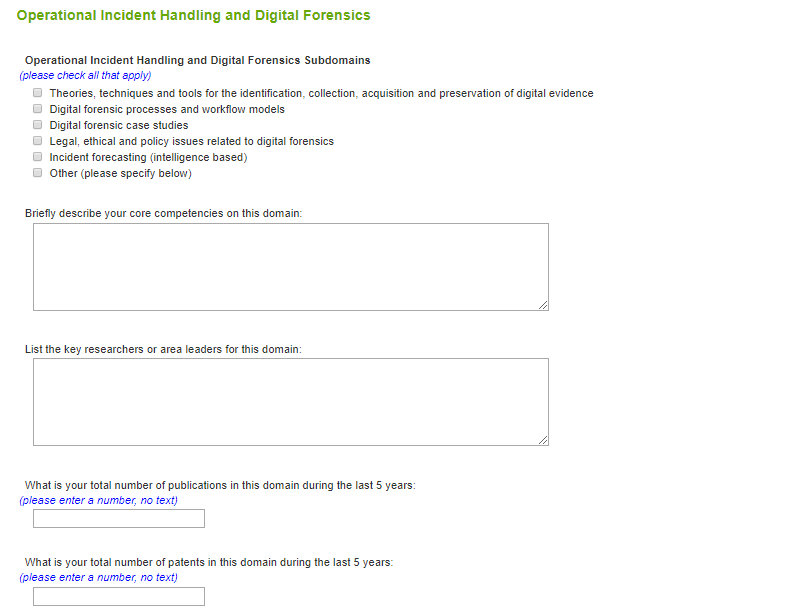 Operational Incident Handling and Digital Forensics
Operational Incident Handling and Digital Forensics Subdomains
(please check all that apply)
Theories, techniques and tools for the identification, collection, acquisition and preservation of digital evidence
Digital forensic processes and workflow models
Digital forensic case studies
Legal, ethical and policy issues related to digital forensics
Incident forecasting (intelligence based)
Other (please specify below)
Briefly describe your core competencies on this domain:
List the key researchers or area leaders for this domain:
What is your total number of publications in this domain during the last 5 years:
(please enter a number, no text)
What is your total number of patents in this domain during the last 5 years:
(please enter a number, no text)